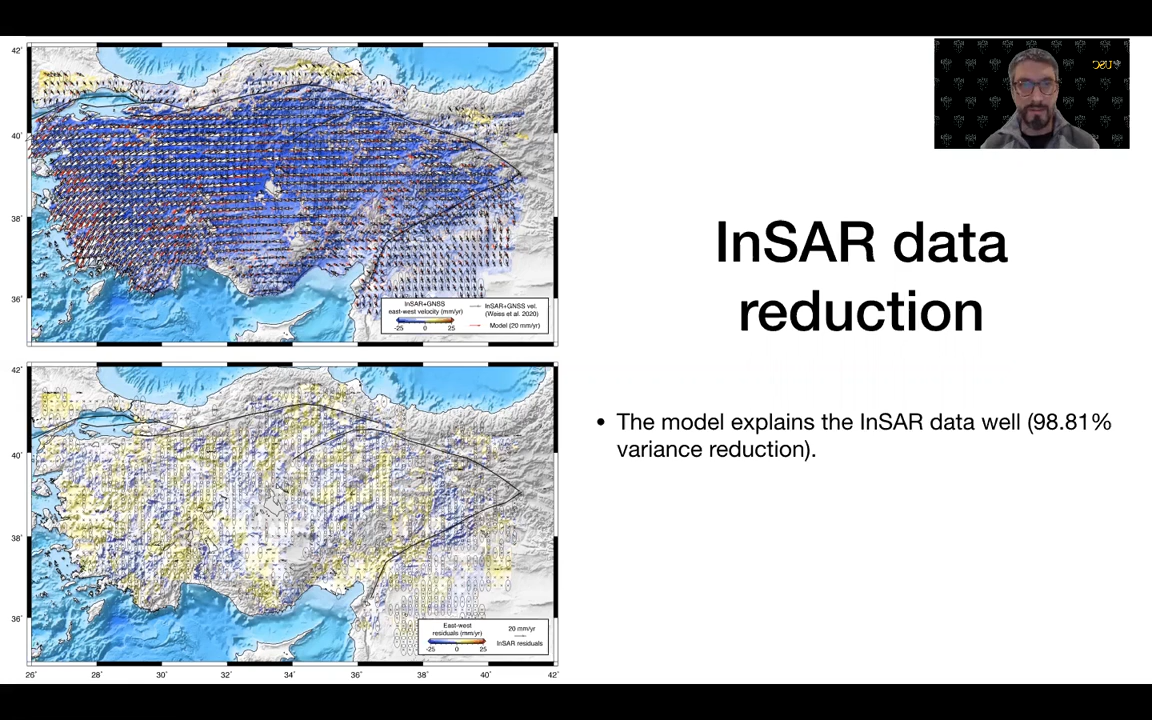 42˚
40˚
38˚
36˚
InSAR+GNSS
east-west velocity (mm/yr)
-25 0 25
InSAR+GNSS vel.
(Weiss et al. 2020)
Model (20 mm/yr)
42˚
40˚
38˚
36˚
East-west
residuals (mm/yr)
-25 0 25
20 mm/yr
InSAR residuals
26˚ 28˚ 30˚ 32˚ 34˚ 36˚ 38˚ 40˚ 42˚
InSAR data
reduction
• The model explains the InSAR data well (98.81%
variance reduction).